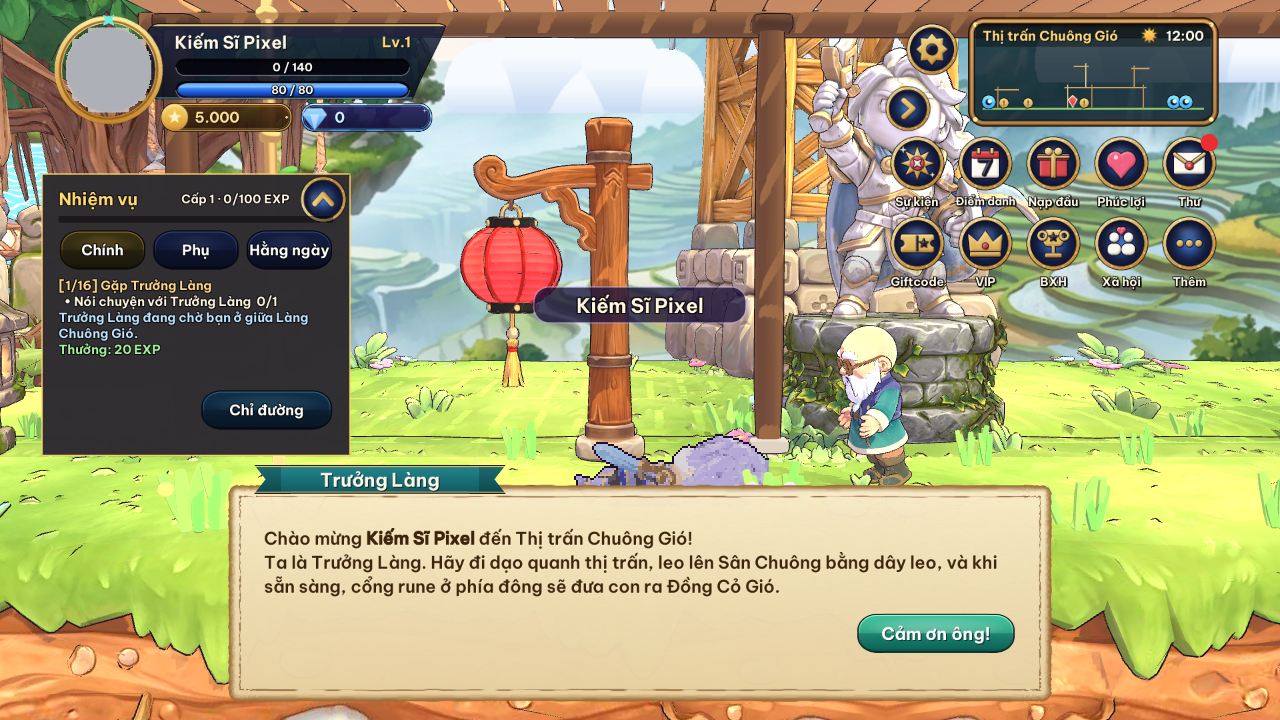 Kiếm Sĩ Pixel
Lv.1
0 / 140
80 / 80
5.000
0
Thị trấn Chuông Gió
12:00
7
Sự kiện
Điểm danh
Nạp đầu
Phúc lợi
Thư
Giftcode
VIP
BXH
Xã hội
Thêm
Nhiệm vụ
Cấp 1 · 0/100 EXP
Chính
Phụ
Hằng ngày
[1/16] Gặp Trưởng Làng
• Nói chuyện với Trưởng Làng 0/1
Trưởng Làng đang chờ bạn ở giữa Làng
Chuông Gió.
Thưởng: 20 EXP
Chỉ đường
Kiếm Sĩ Pixel
Trưởng Làng
Chào mừng Kiếm Sĩ Pixel đến Thị trấn Chuông Gió!
Ta là Trưởng Làng. Hãy đi dạo quanh thị trấn, leo lên Sân Chuông bằng dây leo, và khi
sẵn sàng, cổng rune ở phía đông sẽ đưa con ra Đồng Cỏ Gió.
Cảm ơn ông!